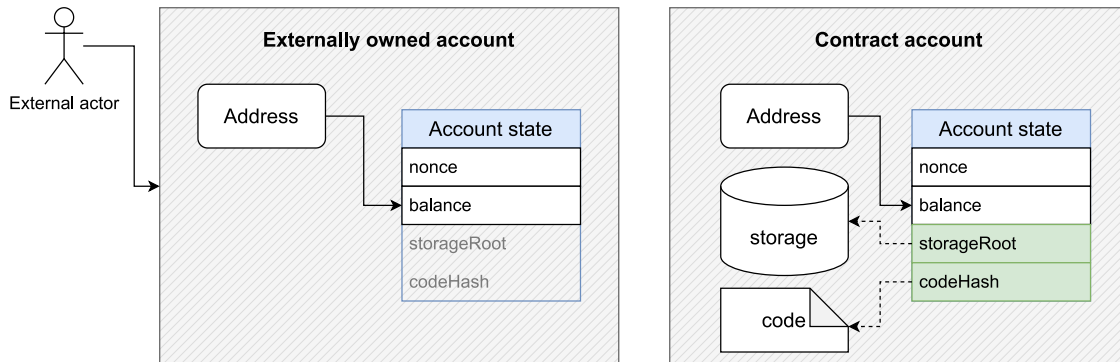 External actor
Externally owned account
Address
Account state
nonce
balance
storageRoot
codeHash
Contract account
Address
Account state
nonce
balance
storageRoot
codeHash
storage
code